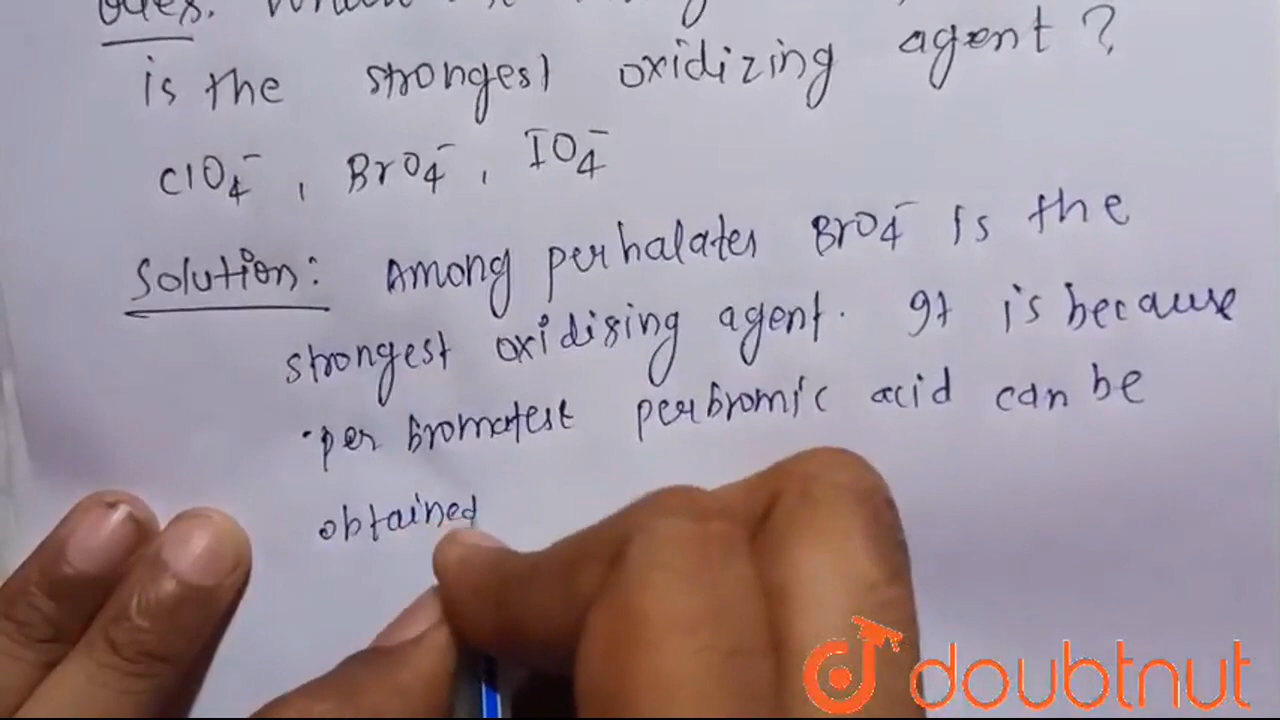 Ques.
is the strongest oxidizing agent ?
ClO4⁻ , BrO4⁻ , IO4⁻
Solution: Among perhalates BrO4⁻ is the
strongest oxidising agent. It is because
per bromatest perbromic acid can be
obtained
doubtnut